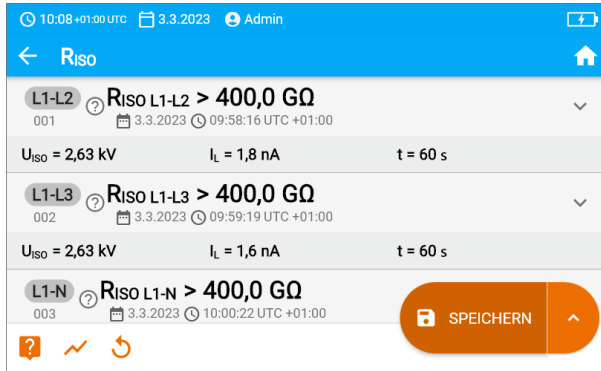 10:08 +01:00 UTC 3.3.2023 Admin
RISO
L1-L2 ? RISO L1-L2 > 400,0 GΩ
001 3.3.2023 09:58:16 UTC +01:00
UISO = 2,63 kV IL = 1,8 nA t = 60 s
L1-L3 ? RISO L1-L3 > 400,0 GΩ
002 3.3.2023 09:59:19 UTC +01:00
UISO = 2,63 kV IL = 1,6 nA t = 60 s
L1-N ? RISO L1-N > 400,0 GΩ
003 3.3.2023 10:00:22 UTC +01:00
SPEICHERN
?